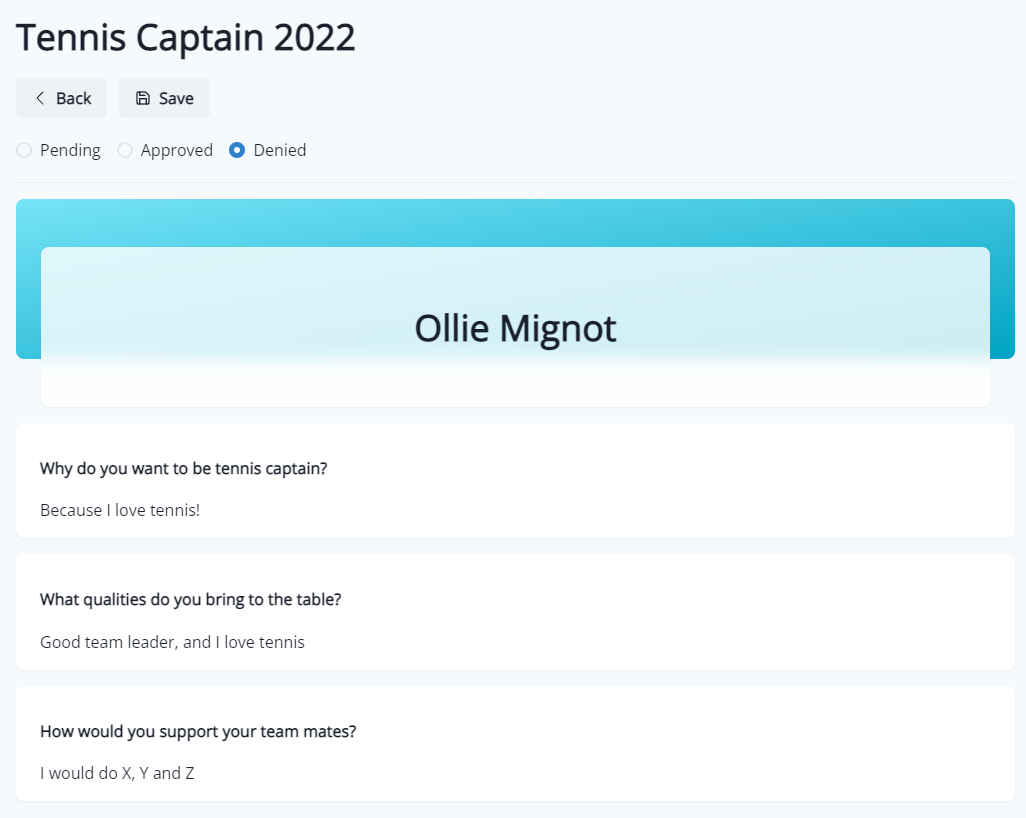 Tennis Captain 2022
Back Save
Pending Approved Denied
Ollie Mignot
Why do you want to be tennis captain?
Because I love tennis!
What qualities do you bring to the table?
Good team leader, and I love tennis
How would you support your team mates?
I would do X, Y and Z